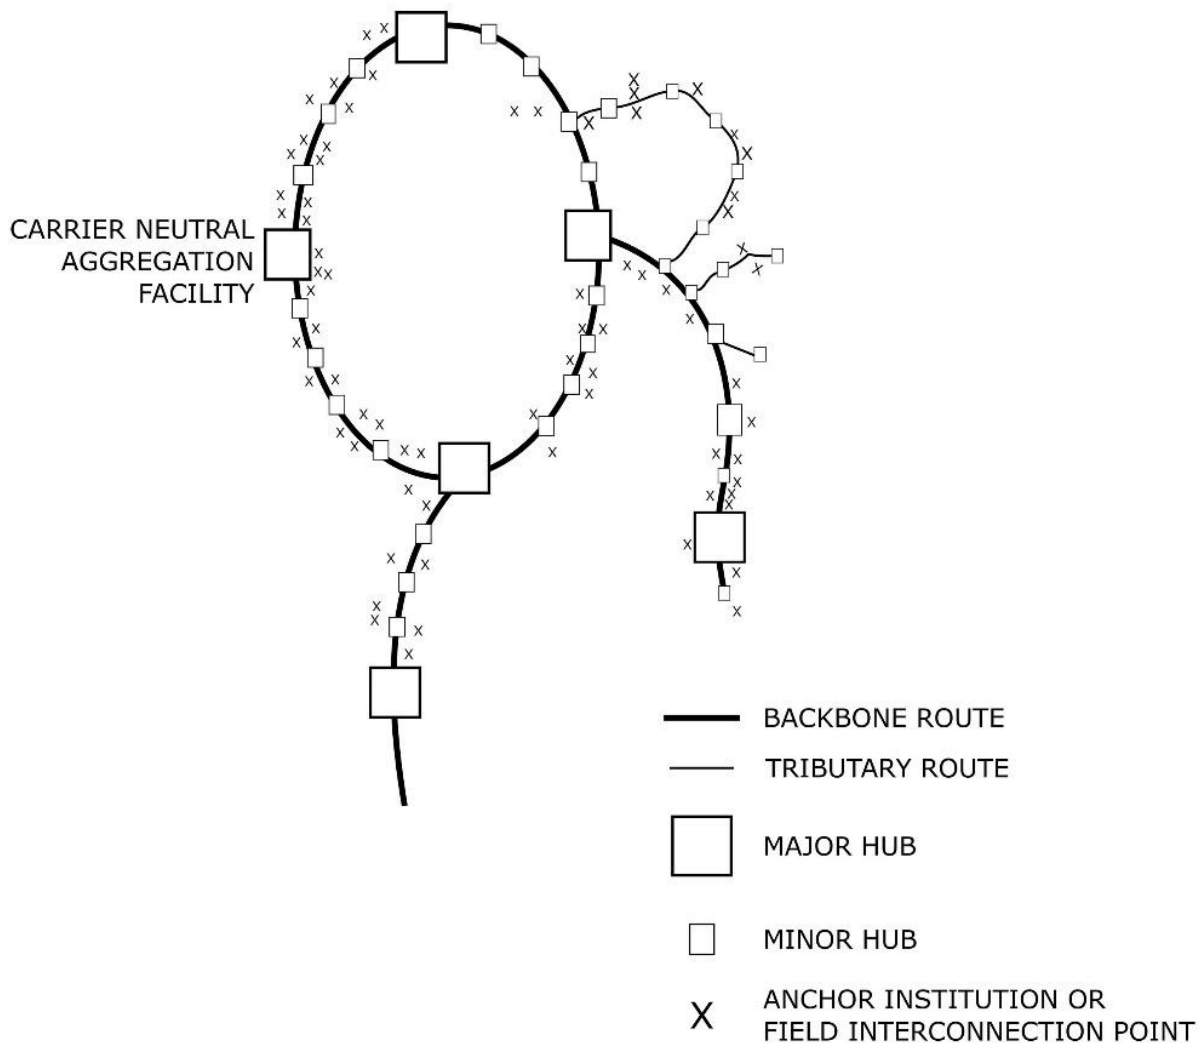 CARRIER NEUTRAL
AGGREGATION
FACILITY
BACKBONE ROUTE
TRIBUTARY ROUTE
MAJOR HUB
MINOR HUB
X
ANCHOR INSTITUTION OR
FIELD INTERCONNECTION POINT